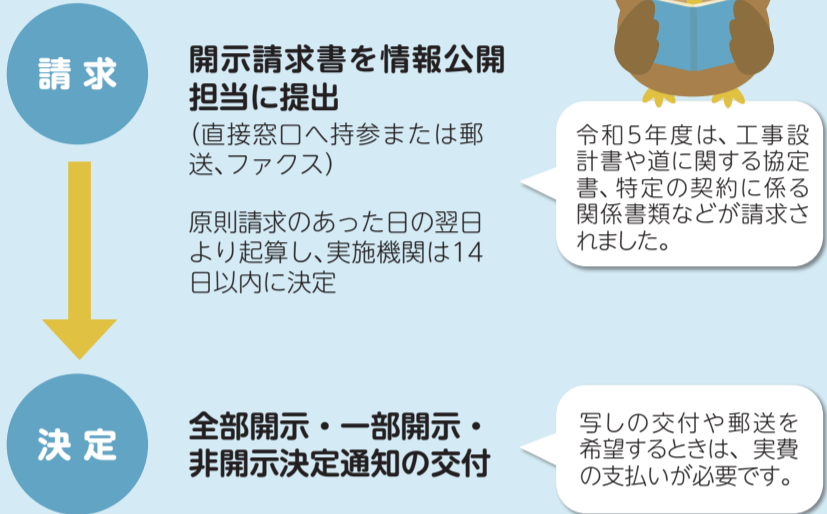 請求
開示請求書を情報公開
担当に提出
(直接窓口へ持参または郵
送、ファクス)
原則請求のあった日の翌日
より起算し、実施機関は14
日以内に決定
令和5年度は、工事設
計書や道に関する協定
書、特定の契約に係る
関係書類などが請求さ
れました。
決定
全部開示・一部開示・
非開示決定通知の交付
写しの交付や郵送を
希望するときは、実費
の支払いが必要です。